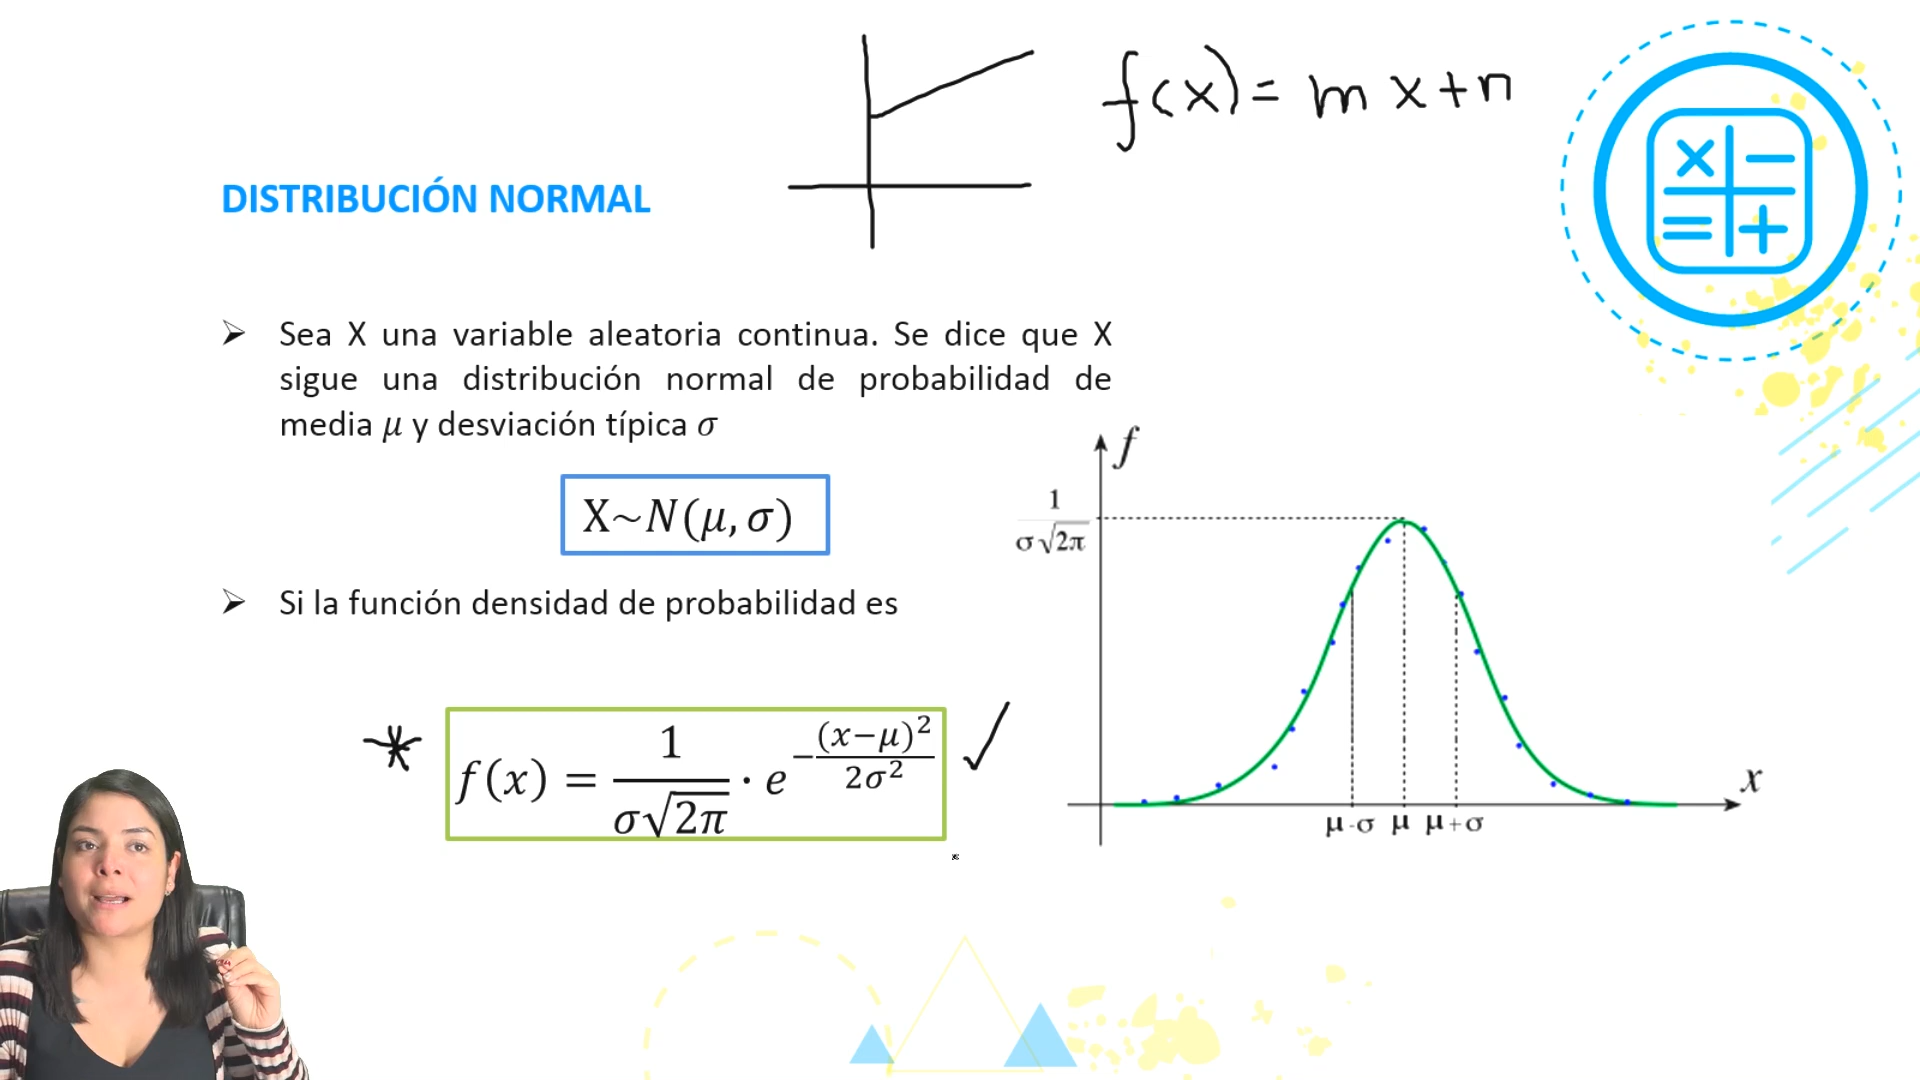 f(x) = mx+n
DISTRIBUCIÓN NORMAL
➢ Sea X una variable aleatoria continua. Se dice que X
sigue una distribución normal de probabilidad de
media μ y desviación típica σ
X~N(μ, σ)
➢ Si la función densidad de probabilidad es
* f(x) = 1/(σ√2π) · e^(-(x−μ)²/(2σ²)) ✓
f
1/(σ√2π)
x
μ-σ μ μ+σ